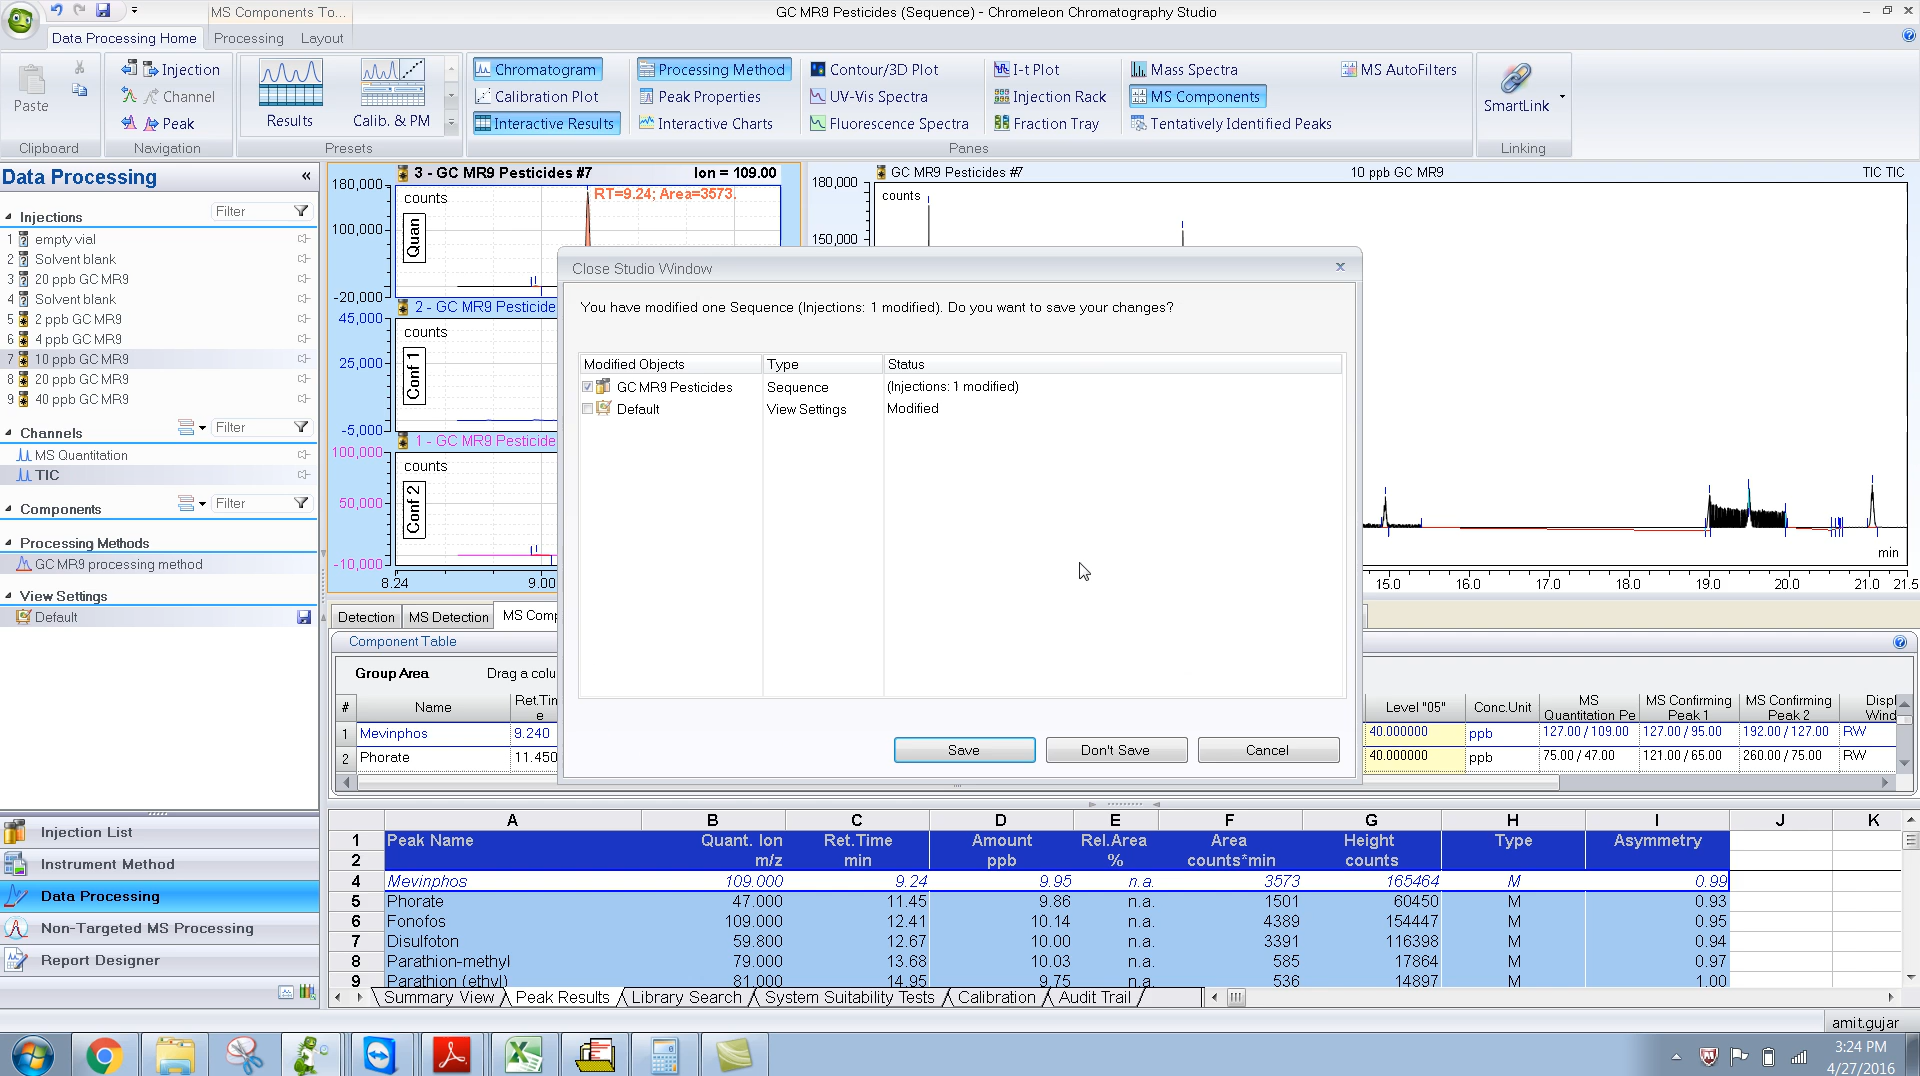 MS Components To...
GC MR9 Pesticides (Sequence) - Chromeleon Chromatography Studio
Data Processing Home
Processing
Layout
Paste
Injection
Channel
Peak
Results
Calib. & PM
Chromatogram
Calibration Plot
Interactive Results
Processing Method
Peak Properties
Interactive Charts
Contour/3D Plot
UV-Vis Spectra
Fluorescence Spectra
I-t Plot
Injection Rack
Fraction Tray
Mass Spectra
MS Components
Tentatively Identified Peaks
MS AutoFilters
SmartLink
Clipboard
Navigation
Presets
Panes
Linking
Data Processing «
Injections
Filter
1 empty vial
2 Solvent blank
3 20 ppb GC MR9
4 Solvent blank
5 2 ppb GC MR9
6 4 ppb GC MR9
7 10 ppb GC MR9
8 20 ppb GC MR9
9 40 ppb GC MR9
Channels
Filter
MS Quantitation
TIC
Components
Filter
Processing Methods
GC MR9 processing method
View Settings
Default
Injection List
Instrument Method
Data Processing
Non-Targeted MS Processing
Report Designer
3 - GC MR9 Pesticides #7
Ion = 109.00
180,000
counts
RT=9.24; Area=3573.
100,000
Quan
-20,000
2 - GC MR9 Pesticide
45,000
counts
25,000
Conf 1
-5,000
1 - GC MR9 Pesticide
100,000
counts
50,000
Conf 2
-10,000
8.24
9.00
GC MR9 Pesticides #7
10 ppb GC MR9
TIC TIC
180,000
counts
150,000
min
15.0
16.0
17.0
18.0
19.0
20.0
21.0
21.5
Close Studio Window
x
You have modified one Sequence (Injections: 1 modified). Do you want to save your changes?
Modified Objects
Type
Status
GC MR9 Pesticides
Sequence
(Injections: 1 modified)
Default
View Settings
Modified
Save
Don't Save
Cancel
Detection
MS Detection
MS Comp
Component Table
Group Area
Drag a colu
# Name Ret.Tim e
Level "05" Conc.Unit MS Quantitation Pe MS Confirming Peak 1 MS Confirming Peak 2 Displ Wind
1 Mevinphos 9.240
40.000000 ppb 127.00 / 109.00 127.00 / 95.00 192.00 / 127.00 RW
2 Phorate 11.450
40.000000 ppb 75.00 / 47.00 121.00 / 65.00 260.00 / 75.00 RW
A B C D E F G H I J K
1 Peak Name Quant. Ion Ret.Time Amount Rel.Area Area Height Type Asymmetry
2 m/z min ppb % counts*min counts
4 Mevinphos 109.000 9.24 9.95 n.a. 3573 165464 M 0.99
5 Phorate 47.000 11.45 9.86 n.a. 1501 60450 M 0.93
6 Fonofos 109.000 12.41 10.14 n.a. 4389 154447 M 0.95
7 Disulfoton 59.800 12.67 10.00 n.a. 3391 116398 M 0.94
8 Parathion-methyl 79.000 13.68 10.03 n.a. 585 17864 M 0.97
9 Parathion (ethyl) 81.000 14.95 9.75 n.a. 536 14897 M 1.00
Summary View
Peak Results
Library Search
System Suitability Tests
Calibration
Audit Trail
amit.gujar
3:24 PM
4/27/2016